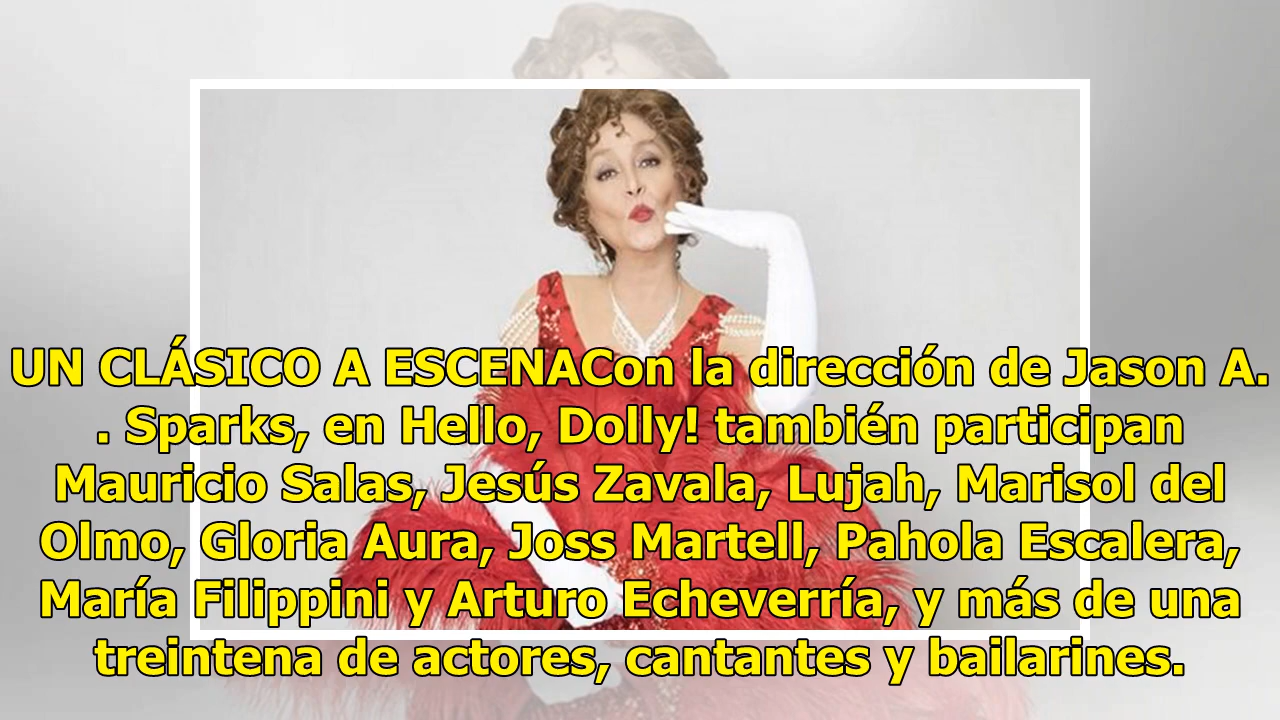 UN CLÁSICO A ESCENACon la dirección de Jason A.
. Sparks, en Hello, Dolly! también participan
Mauricio Salas, Jesús Zavala, Lujah, Marisol del
Olmo, Gloria Aura, Joss Martell, Pahola Escalera,
María Filippini y Arturo Echeverría, y más de una
treintena de actores, cantantes y bailarines.